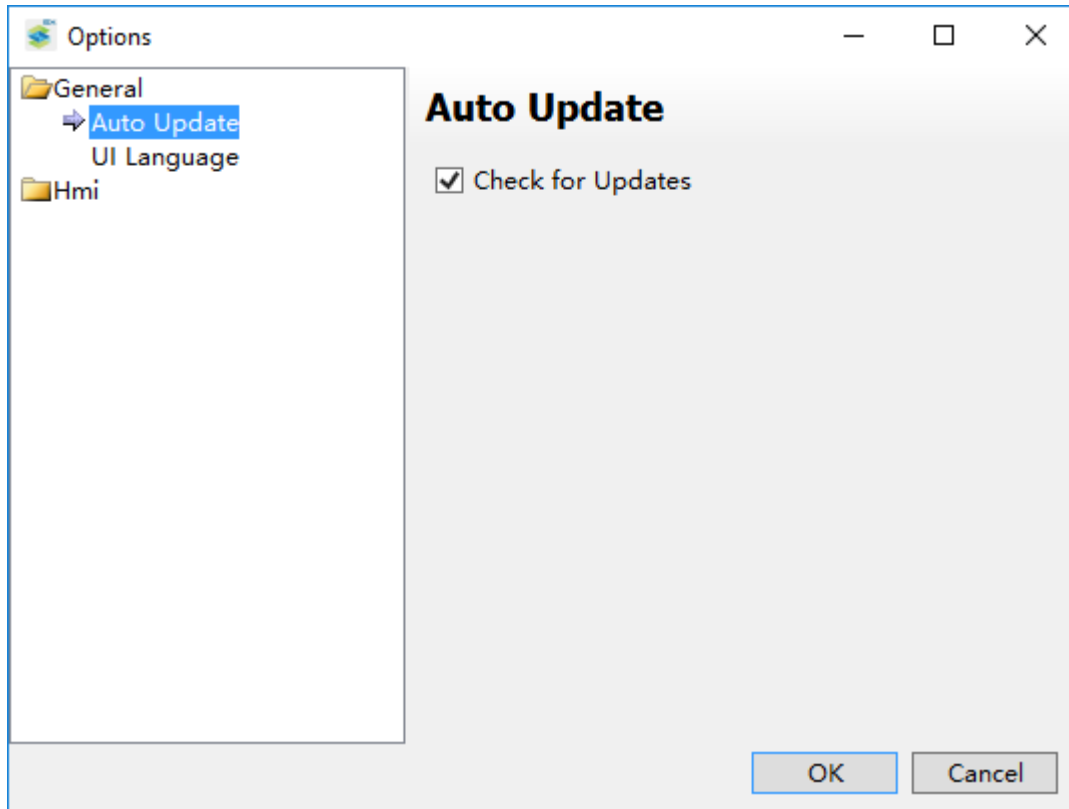 Options
General
Auto Update
UI Language
Hmi
Auto Update
Check for Updates
OK
Cancel